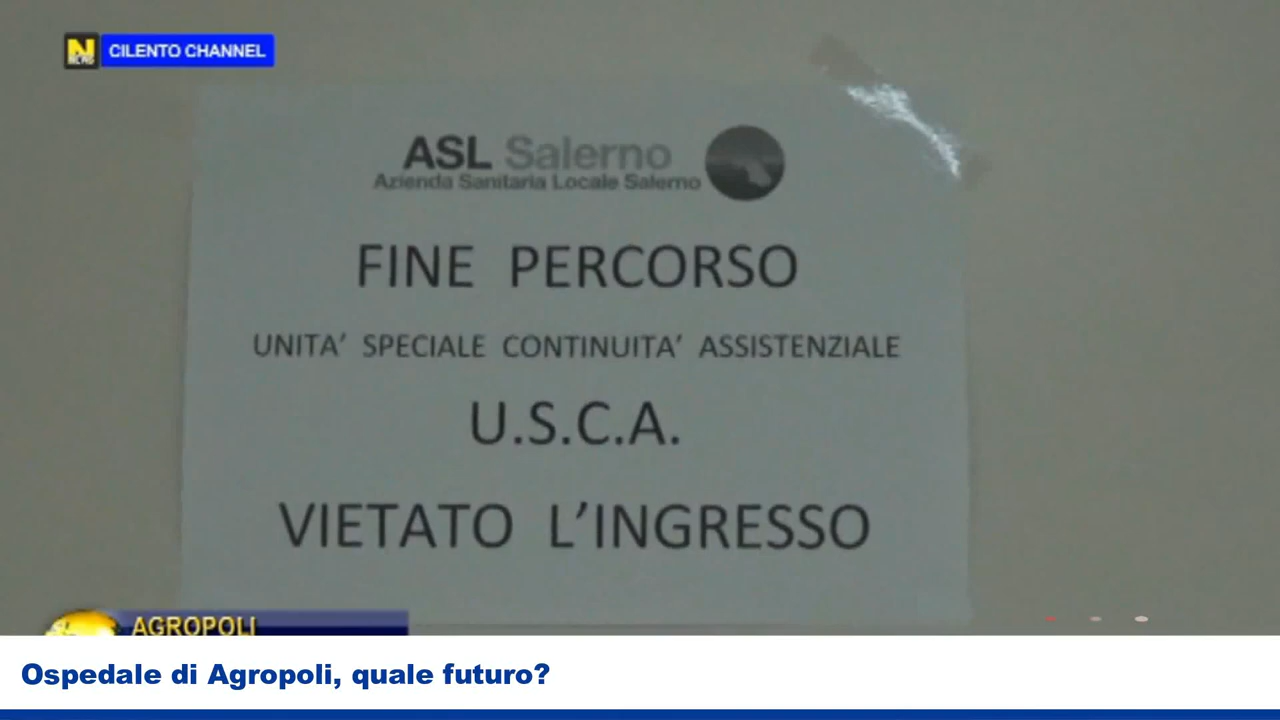 N
NEWS
CILENTO CHANNEL
ASL Salerno
Azienda Sanitaria Locale Salerno
FINE PERCORSO
UNITA' SPECIALE CONTINUITA' ASSISTENZIALE
U.S.C.A.
VIETATO L'INGRESSO
AGROPOLI
Ospedale di Agropoli, quale futuro?